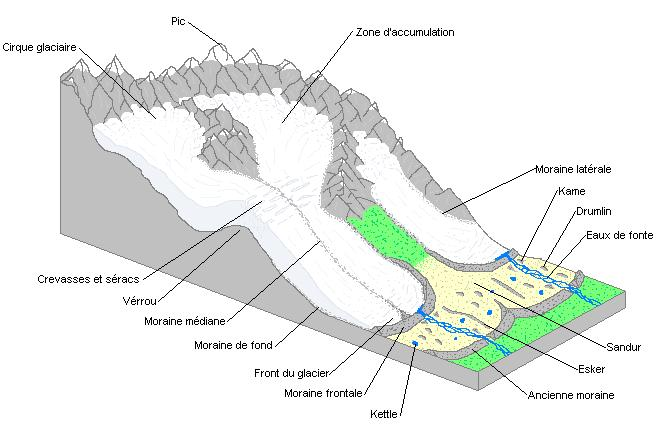 Pic
Zone d'accumulation
Cirque glaciaire
Moraine latérale
Kame
Drumlin
Eaux de fonte
Crevasses et séracs
Vérrou
Moraine médiane
Moraine de fond
Sandur
Front du glacier
Esker
Moraine frontale
Ancienne moraine
Kettle